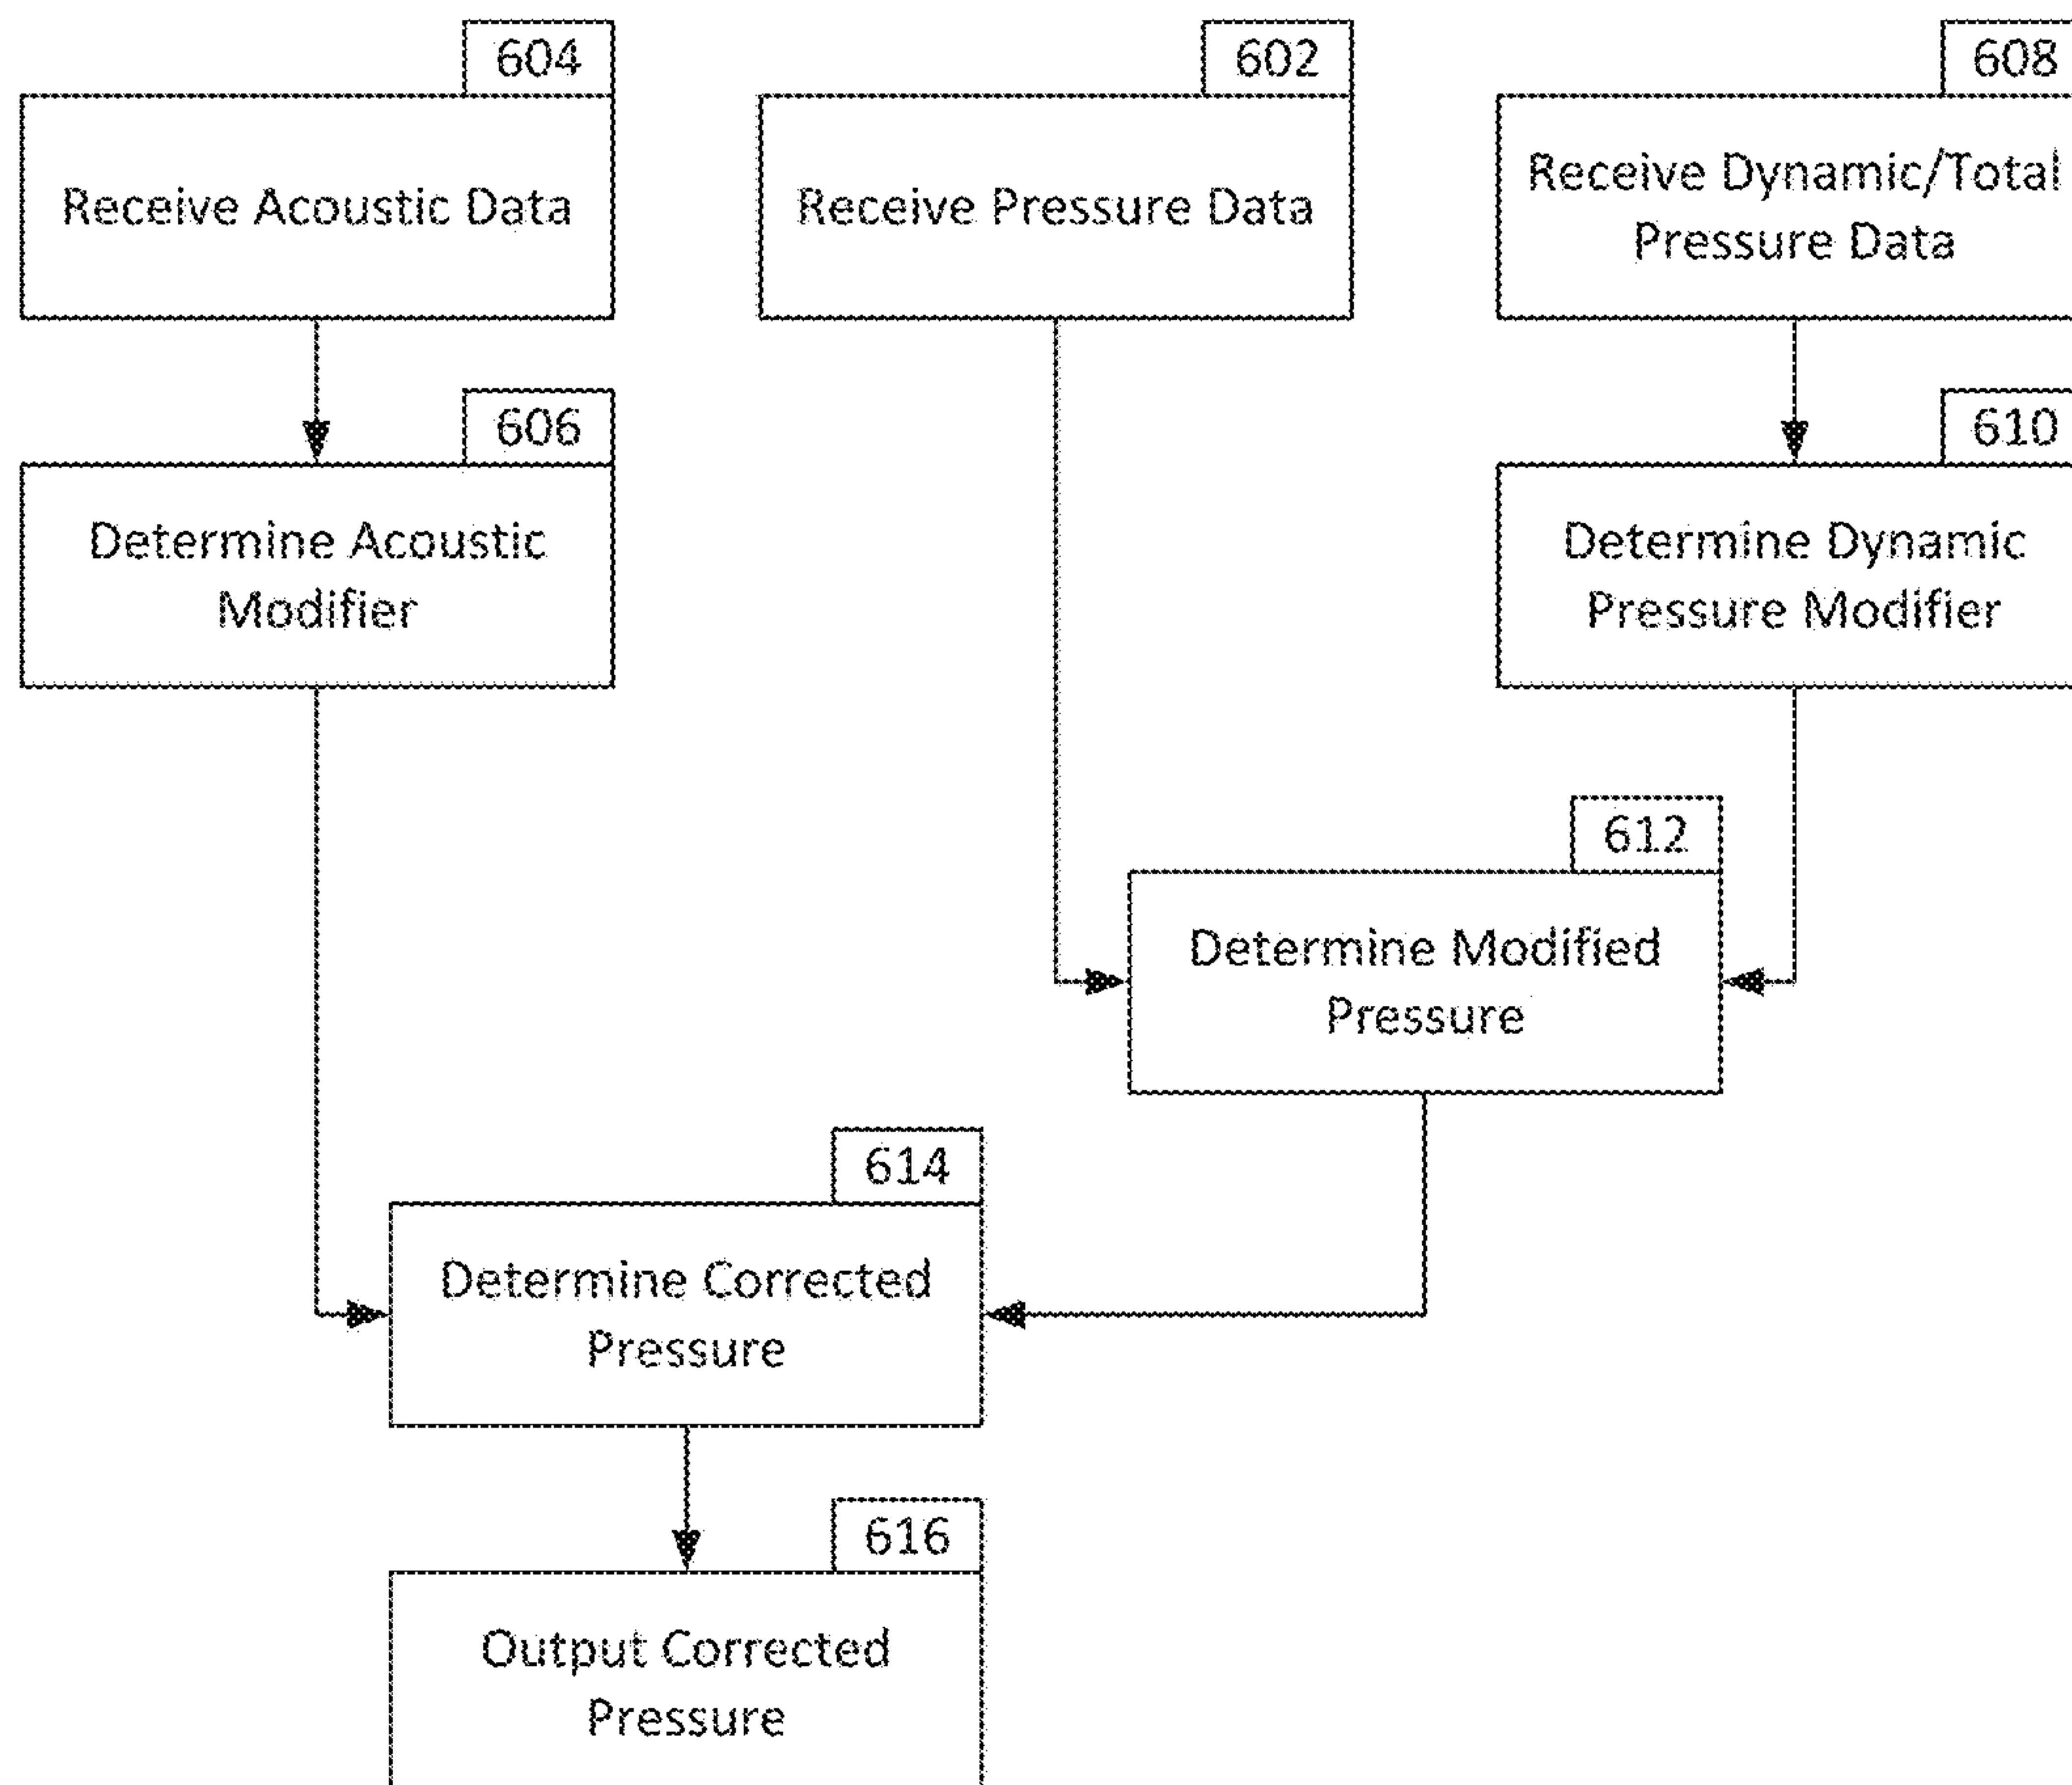 604
Receive Acoustic Data
602
Receive Pressure Data
608
Receive Dynamic/Total
Pressure Data
606
Determine Acoustic
Modifier
610
Determine Dynamic
Pressure Modifier
612
Determine Modified
Pressure
614
Determine Corrected
Pressure
616
Output Corrected
Pressure